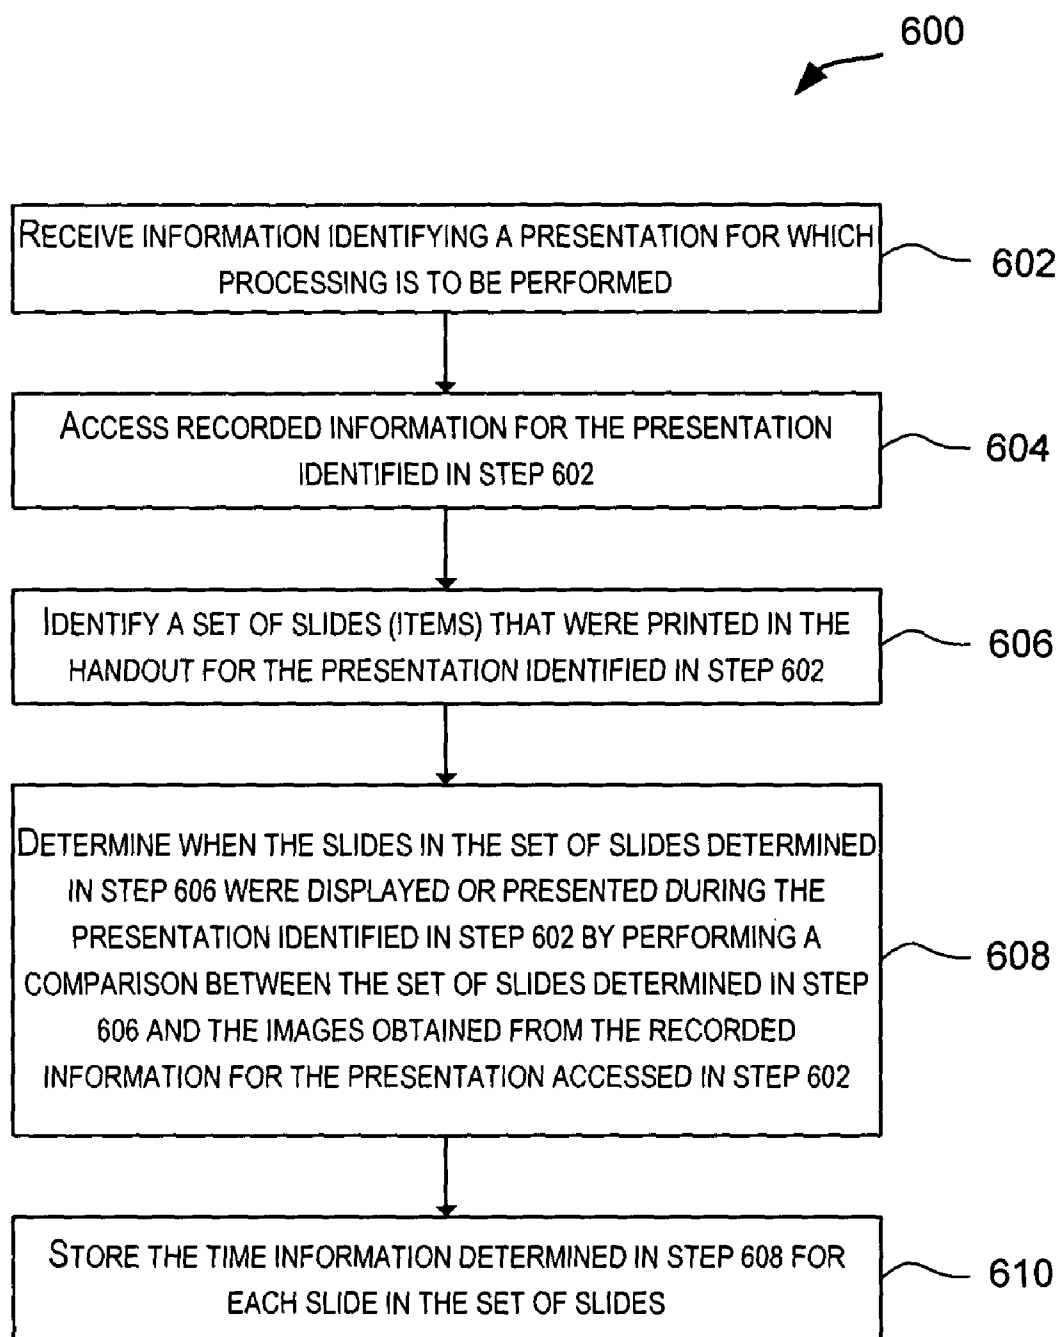 600
RECEIVE INFORMATION IDENTIFYING A PRESENTATION FOR WHICH
PROCESSING IS TO BE PERFORMED
602
ACCESS RECORDED INFORMATION FOR THE PRESENTATION
IDENTIFIED IN STEP 602
604
IDENTIFY A SET OF SLIDES (ITEMS) THAT WERE PRINTED IN THE
HANDOUT FOR THE PRESENTATION IDENTIFIED IN STEP 602
606
DETERMINE WHEN THE SLIDES IN THE SET OF SLIDES DETERMINED
IN STEP 606 WERE DISPLAYED OR PRESENTED DURING THE
PRESENTATION IDENTIFIED IN STEP 602 BY PERFORMING A
COMPARISON BETWEEN THE SET OF SLIDES DETERMINED IN STEP
606 AND THE IMAGES OBTAINED FROM THE RECORDED
INFORMATION FOR THE PRESENTATION ACCESSED IN STEP 602
608
STORE THE TIME INFORMATION DETERMINED IN STEP 608 FOR
EACH SLIDE IN THE SET OF SLIDES
610